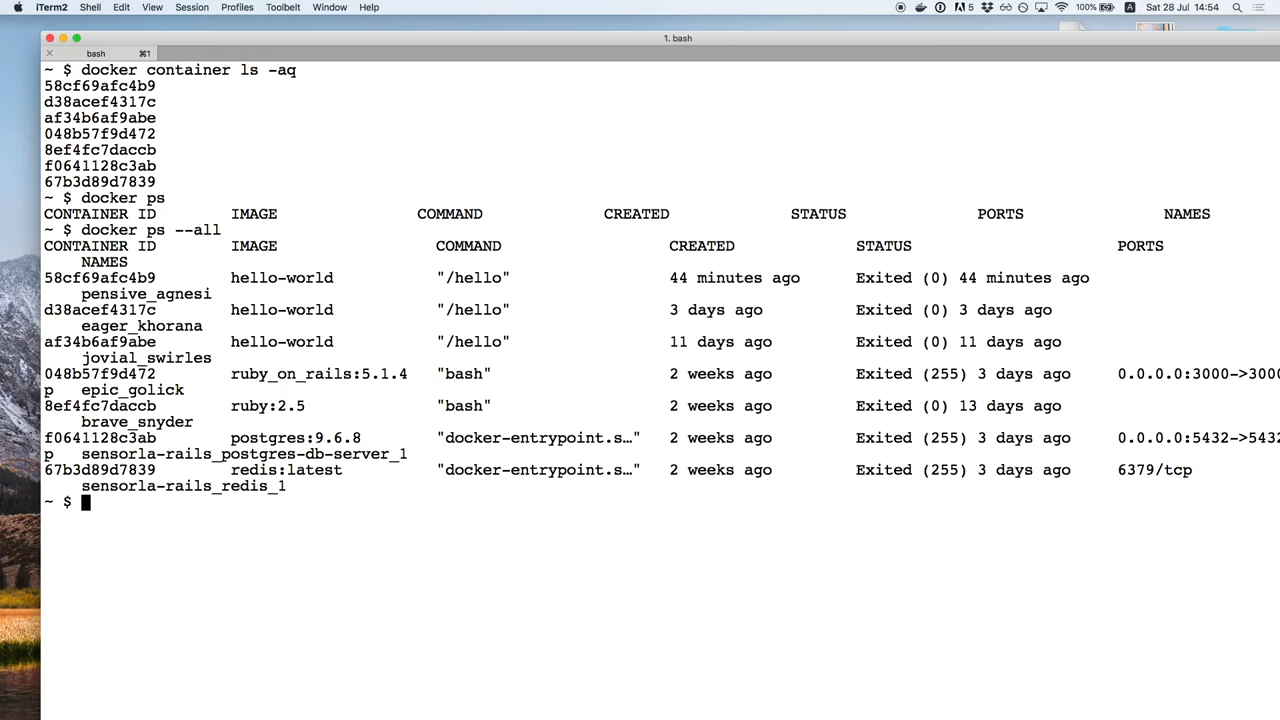 iTerm2 Shell Edit View Session Profiles Toolbelt Window Help 5 100% A Sat 28 Jul 14:54
1. bash
bash ⌘1
~ $ docker container ls -aq
58cf69afc4b9
d38acef4317c
af34b6af9abe
048b57f9d472
8ef4fc7daccb
f0641128c3ab
67b3d89d7839
~ $ docker ps
CONTAINER ID IMAGE COMMAND CREATED STATUS PORTS NAMES
~ $ docker ps --all
CONTAINER ID IMAGE COMMAND CREATED STATUS PORTS
NAMES
58cf69afc4b9 hello-world "/hello" 44 minutes ago Exited (0) 44 minutes ago
pensive_agnesi
d38acef4317c hello-world "/hello" 3 days ago Exited (0) 3 days ago
eager_khorana
af34b6af9abe hello-world "/hello" 11 days ago Exited (0) 11 days ago
jovial_swirles
048b57f9d472 ruby_on_rails:5.1.4 "bash" 2 weeks ago Exited (255) 3 days ago 0.0.0.0:3000->3000
p epic_golick
8ef4fc7daccb ruby:2.5 "bash" 2 weeks ago Exited (0) 13 days ago
brave_snyder
f0641128c3ab postgres:9.6.8 "docker-entrypoint.s…" 2 weeks ago Exited (255) 3 days ago 0.0.0.0:5432->5432
p sensorla-rails_postgres-db-server_1
67b3d89d7839 redis:latest "docker-entrypoint.s…" 2 weeks ago Exited (255) 3 days ago 6379/tcp
sensorla-rails_redis_1
~ $